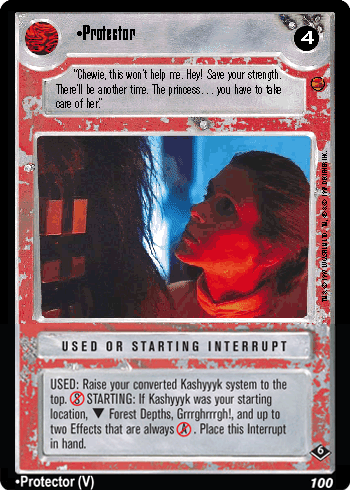 •Protector
4
"Chewie, this won't help me. Hey! Save your strength.
There'll be another time. The princess. . . you have to take
care of her."
USED OR STARTING INTERRUPT
USED: Raise your converted Kashyyyk system to the
top. Ⓢ STARTING: If Kashyyyk was your starting
location, ▼ Forest Depths, Grrrghrrrgh!, and up to
two Effects that are always Ⓐ. Place this Interrupt
in hand.
6
•Protector (V)
100